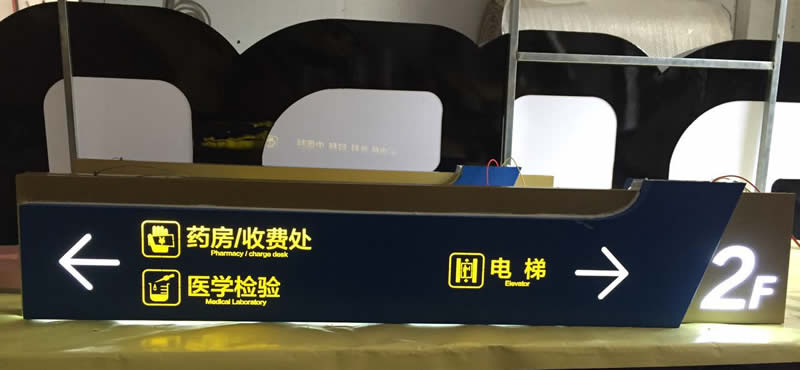 药房/收费处
Pharmacy / charge desk
医学检验
Medical Laboratory
电梯
Elevator
2F